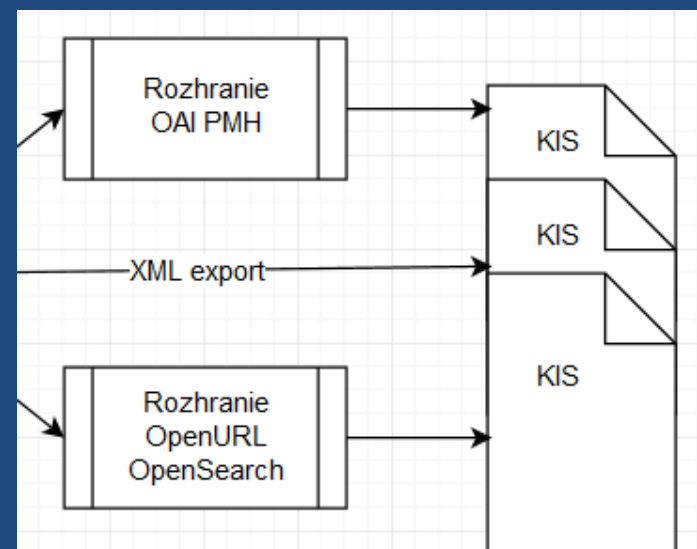 Rozhranie
OAI PMH
KIS
KIS
XML export
KIS
Rozhranie
OpenURL
OpenSearch